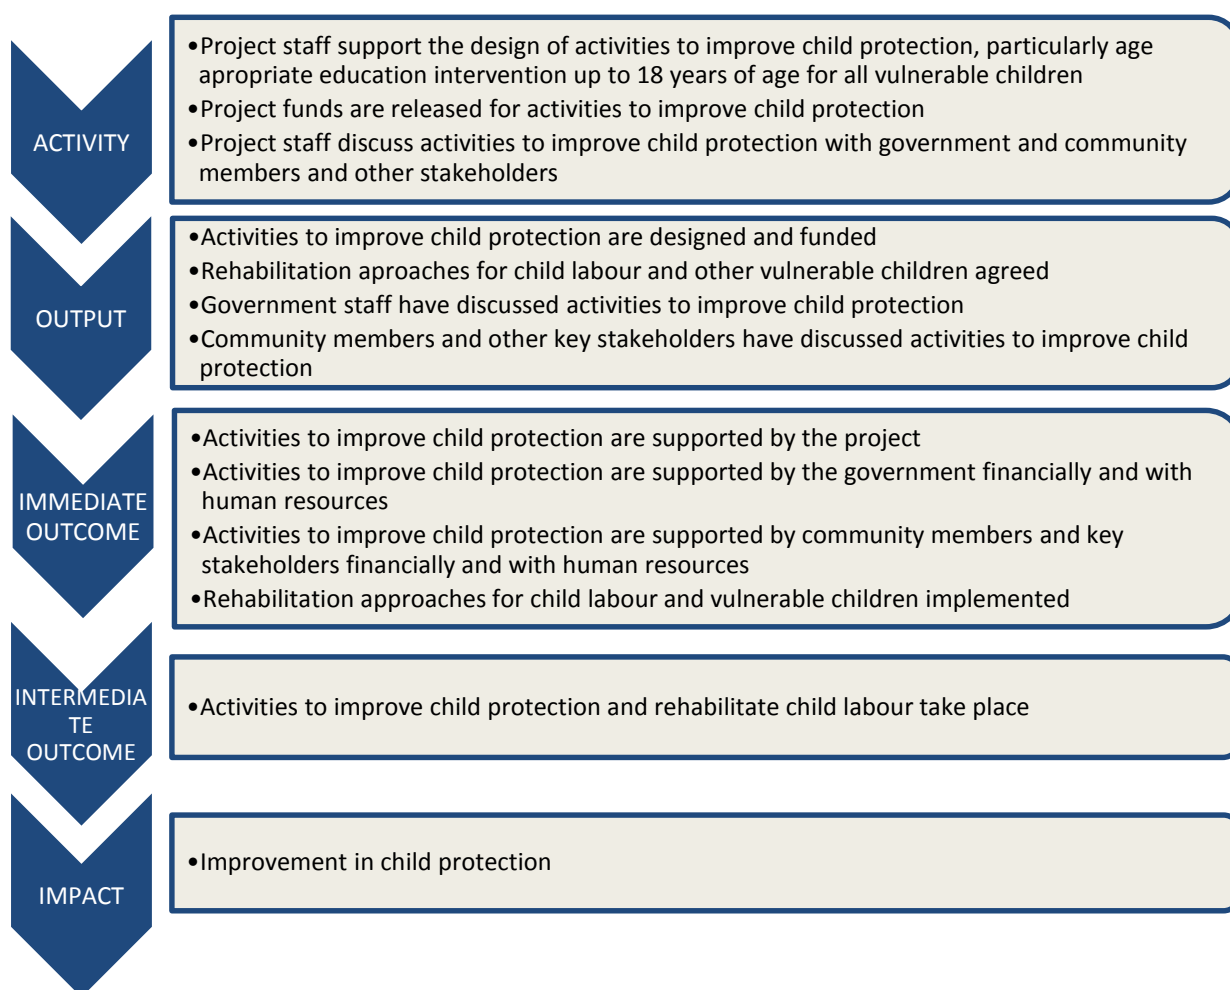 ACTIVITY
•Project staff support the design of activities to improve child protection, particularly age
apropriate education intervention up to 18 years of age for all vulnerable children
•Project funds are released for activities to improve child protection
•Project staff discuss activities to improve child protection with government and community
members and other stakeholders
OUTPUT
•Activities to improve child protection are designed and funded
•Rehabilitation aproaches for child labour and other vulnerable children agreed
•Government staff have discussed activities to improve child protection
•Community members and other key stakeholders have discussed activities to improve child
protection
IMMEDIATE
OUTCOME
•Activities to improve child protection are supported by the project
•Activities to improve child protection are supported by the government financially and with
human resources
•Activities to improve child protection are supported by community members and key
stakeholders financially and with human resources
•Rehabilitation approaches for child labour and vulnerable children implemented
INTERMEDIA
TE
OUTCOME
•Activities to improve child protection and rehabilitate child labour take place
IMPACT
•Improvement in child protection